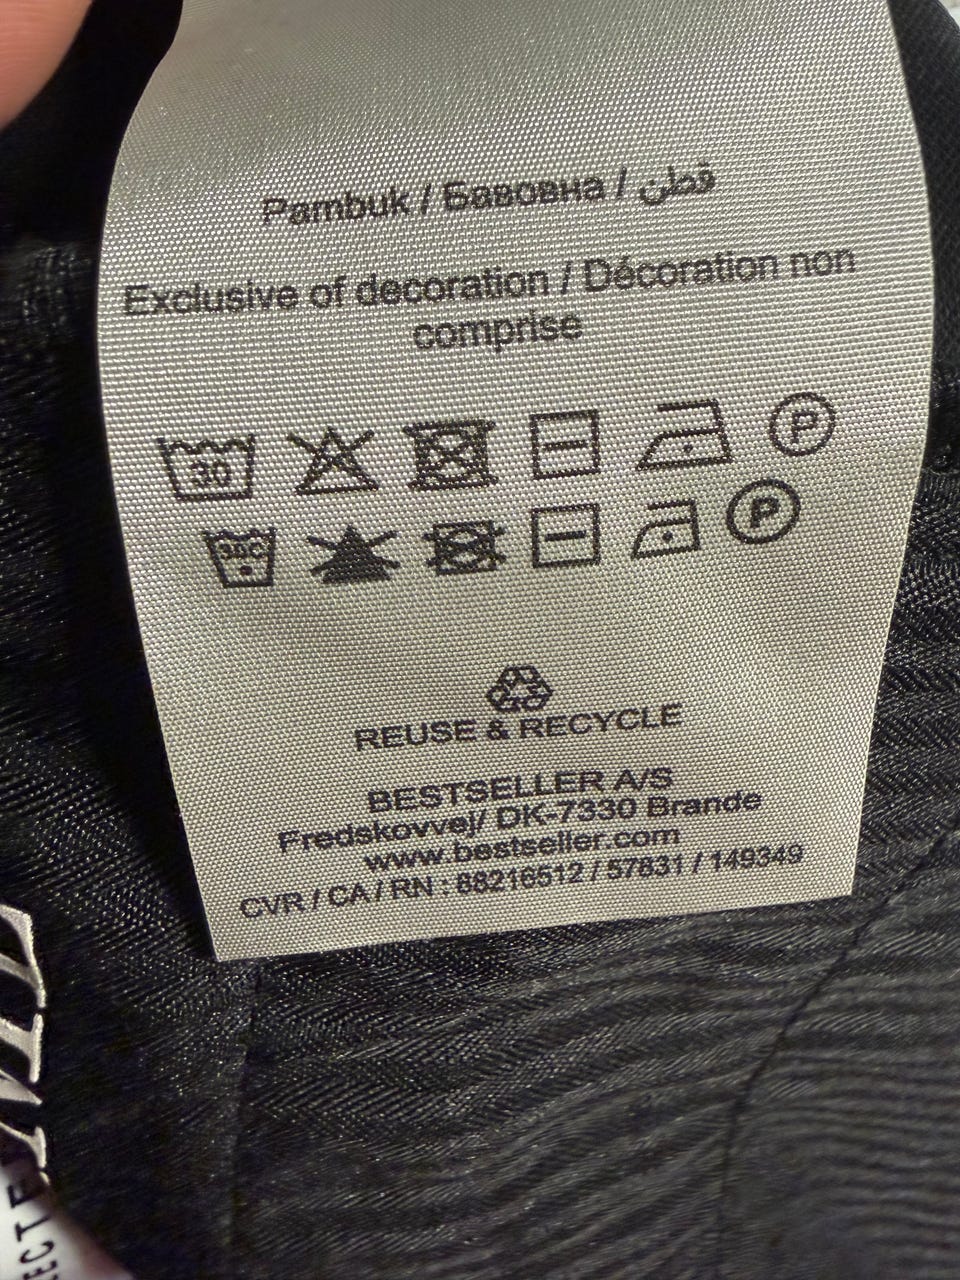 Pambuk / Бавовна / قطن
Exclusive of decoration / Décoration non
comprise
30 P
30C P
REUSE & RECYCLE
BESTSELLER A/S
Fredskovvej/ DK-7330 Brande
www.bestseller.com
CVR / CA / RN : 88216512 / 57831 / 149349